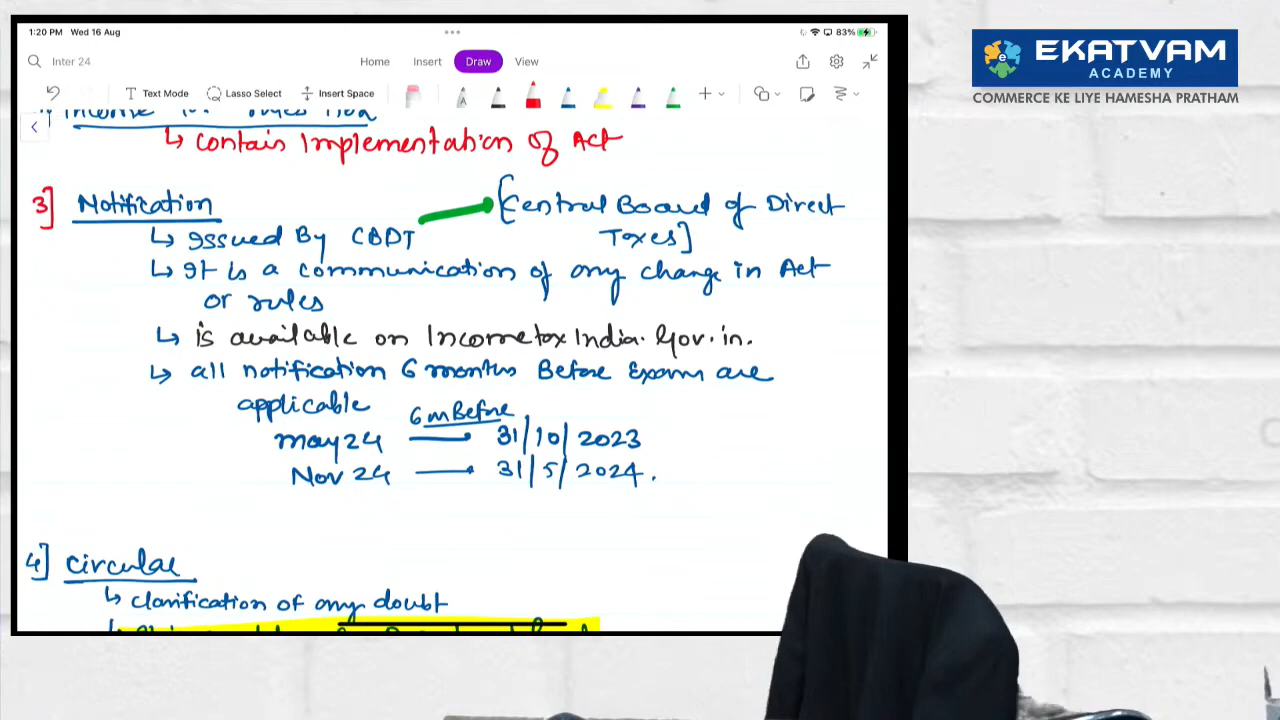 1:20 PM Wed 16 Aug
83%
Inter 24
Home Insert Draw View
Text Mode Lasso Select Insert Space
↳ contain Implementation of Act
3] Notification
[Central Board of Direct Taxes]
↳ Issued By CBDT
↳ It is a communication of any change in Act
or rules
↳ is available on IncometaxIndia.Gov.in.
↳ all notification 6 months Before Exam are
applicable
6 m Before
May 24 → 31/10/2023
Nov 24 → 31/5/2024.
4] Circular
↳ clarification of any doubt
EKATVAM
ACADEMY
COMMERCE KE LIYE HAMESHA PRATHAM